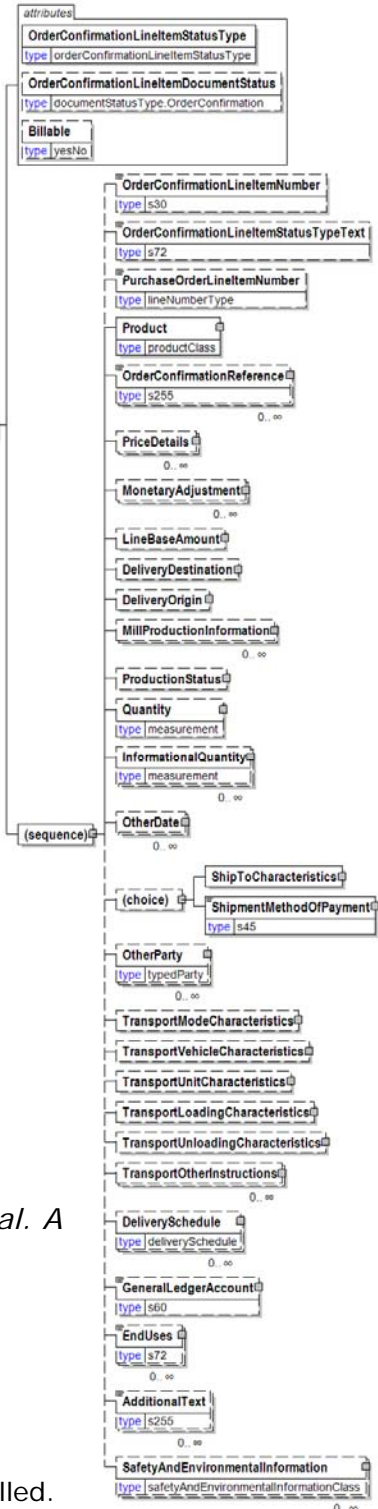 attributes
OrderConfirmationLineItemStatusType
type orderConfirmationLineItemStatusType
OrderConfirmationLineItemDocumentStatus
type documentStatusType.OrderConfirmation
Billable
type yesNo
OrderConfirmationLineItemNumber
type s30
OrderConfirmationLineItemStatusTypeText
type s72
PurchaseOrderLineItemNumber
type lineNumberType
Product
type productClass
OrderConfirmationReference
type s255
0.. ∞
PriceDetails
0.. ∞
MonetaryAdjustment
0.. ∞
LineBaseAmount
DeliveryDestination
DeliveryOrigin
MillProductionInformation
0.. ∞
ProductionStatus
Quantity
type measurement
InformationalQuantity
type measurement
0.. ∞
OtherDate
0.. ∞
(sequence)
(choice)
ShipToCharacteristics
ShipmentMethodOfPayment
type s45
OtherParty
type typedParty
0.. ∞
TransportModeCharacteristics
TransportVehicleCharacteristics
TransportUnitCharacteristics
TransportLoadingCharacteristics
TransportUnloadingCharacteristics
TransportOtherInstructions
0.. ∞
al. A
DeliverySchedule
type deliverySchedule
0.. ∞
GeneralLedgerAccount
type s60
EndUses
type s72
0.. ∞
AdditionalText
type s255
0.. ∞
SafetyAndEnvironmentalInformation
type safetyAndEnvironmentalInformationClass
0.. ∞
lled.